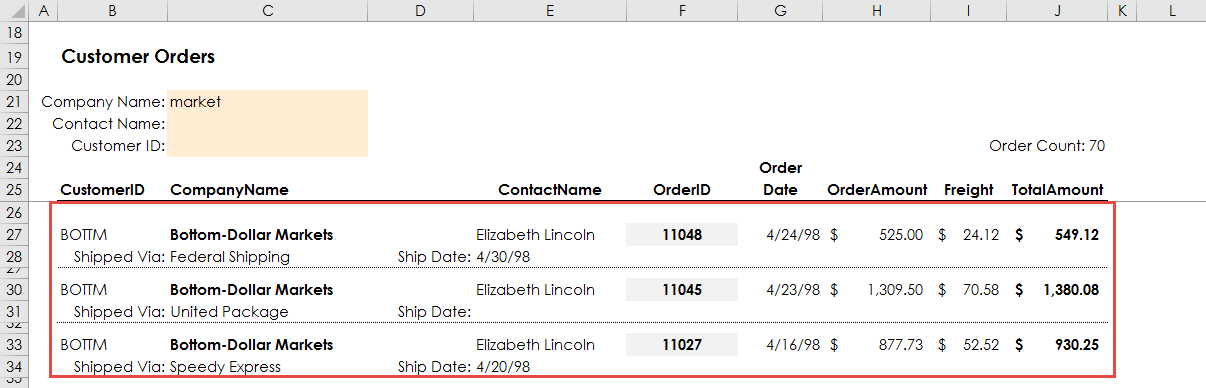 A B C D E F G H I J K L
18
19 Customer Orders
20
21 Company Name: market
22 Contact Name:
23 Customer ID: Order Count: 70
24 Order
25 CustomerID CompanyName ContactName OrderID Date OrderAmount Freight TotalAmount
26
27 BOTTM Bottom-Dollar Markets Elizabeth Lincoln 11048 4/24/98 $ 525.00 $ 24.12 $ 549.12
28 Shipped Via: Federal Shipping Ship Date: 4/30/98
27
30 BOTTM Bottom-Dollar Markets Elizabeth Lincoln 11045 4/23/98 $ 1,309.50 $ 70.58 $ 1,380.08
31 Shipped Via: United Package Ship Date:
32
33 BOTTM Bottom-Dollar Markets Elizabeth Lincoln 11027 4/16/98 $ 877.73 $ 52.52 $ 930.25
34 Shipped Via: Speedy Express Ship Date: 4/20/98